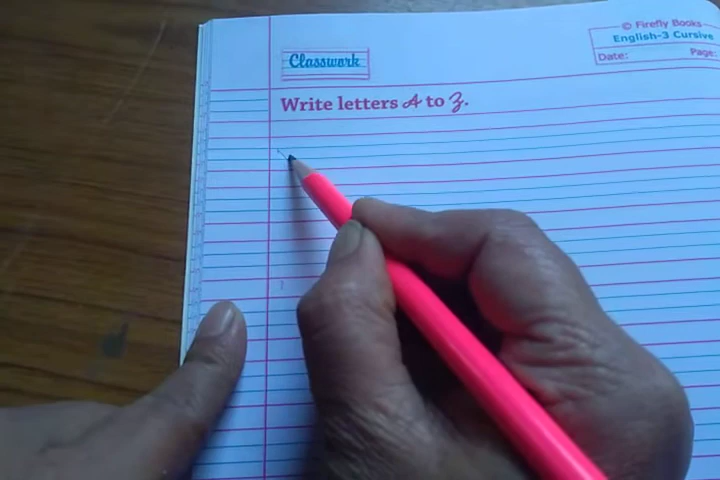 © Firefly Books
English-3 Cursive
Date: Page:
Classwork
Write letters A to Z.